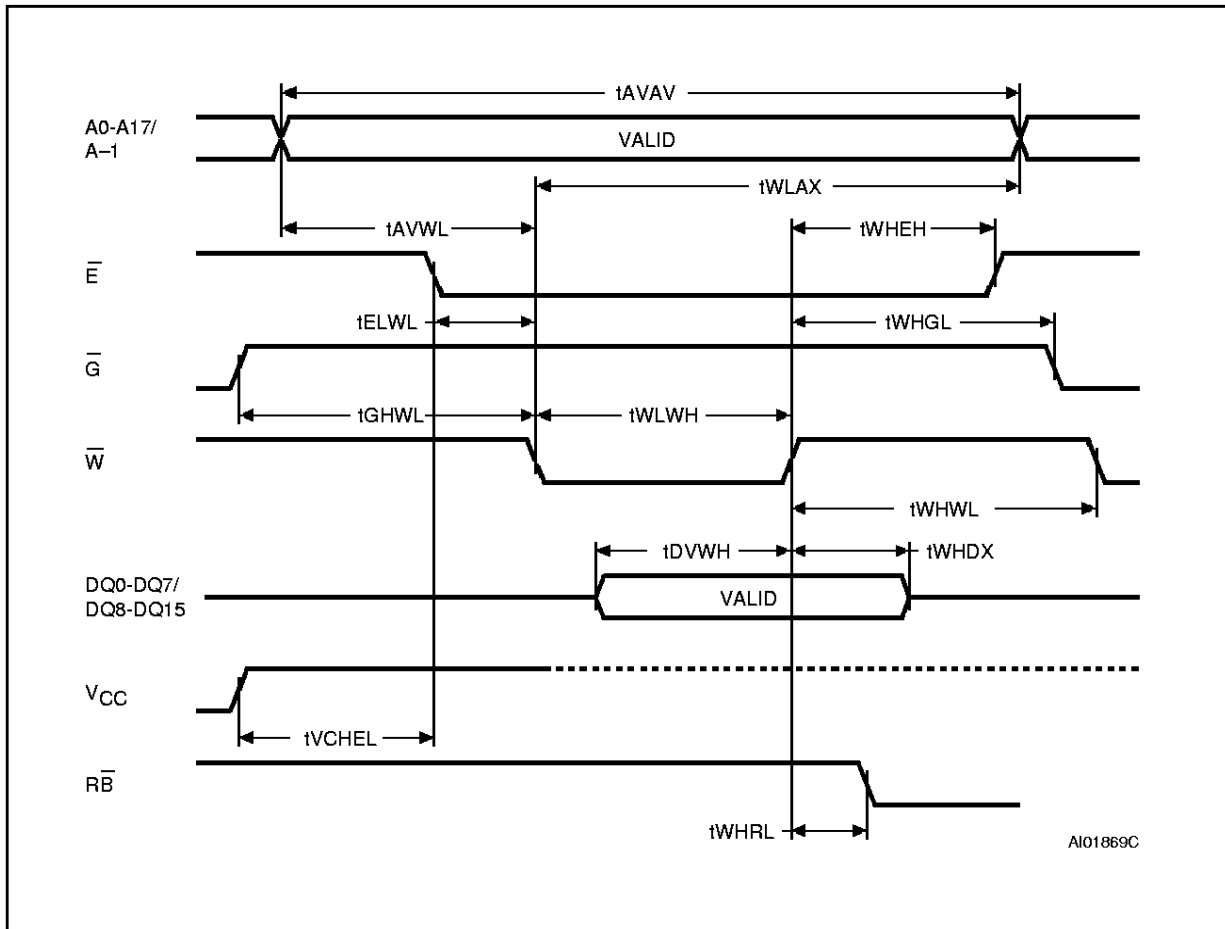 tAVAV
A0-A17/
A–1
VALID
tWLAX
tAVWL
tWHEH
E̅
tELWL
tWHGL
G̅
tGHWL
tWLWH
W̅
tWHWL
tDVWH
tWHDX
DQ0-DQ7/
DQ8-DQ15
VALID
VCC
tVCHEL
RB̅
tWHRL
AI01869C